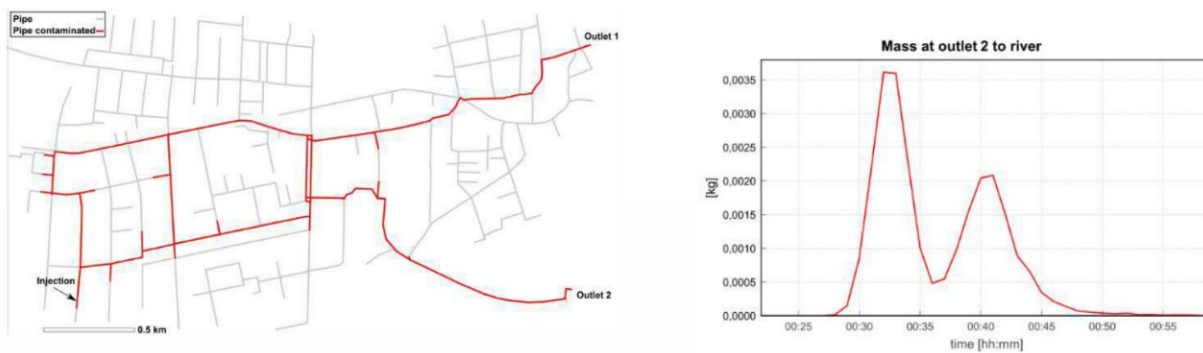 Pipe
Pipe contaminated
Outlet 1
Injection
0.5 km
Outlet 2
Mass at outlet 2 to river
[kg]
0,0035
0,0030
0,0025
0,0020
0,0015
0,0010
0,0005
0,0000
00:25 00:30 00:35 00:40 00:45 00:50 00:55
time [hh:mm]